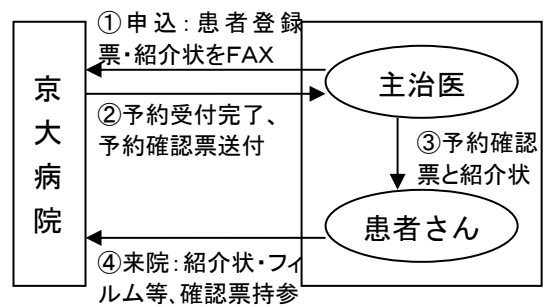 ①申込:患者登録
票・紹介状をFAX
京大病院
主治医
②予約受付完了、
予約確認票送付
③予約確認
票と紹介状
患者さん
④来院:紹介状・フィ
ルム等、確認票持参